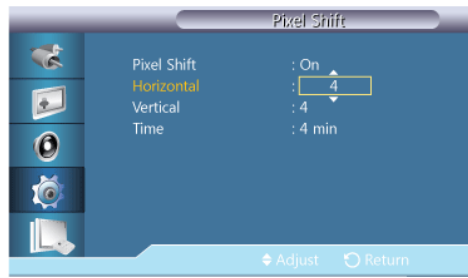 Pixel Shift
Pixel Shift : On
Horizontal : 4
Vertical : 4
Time : 4 min
Adjust Return